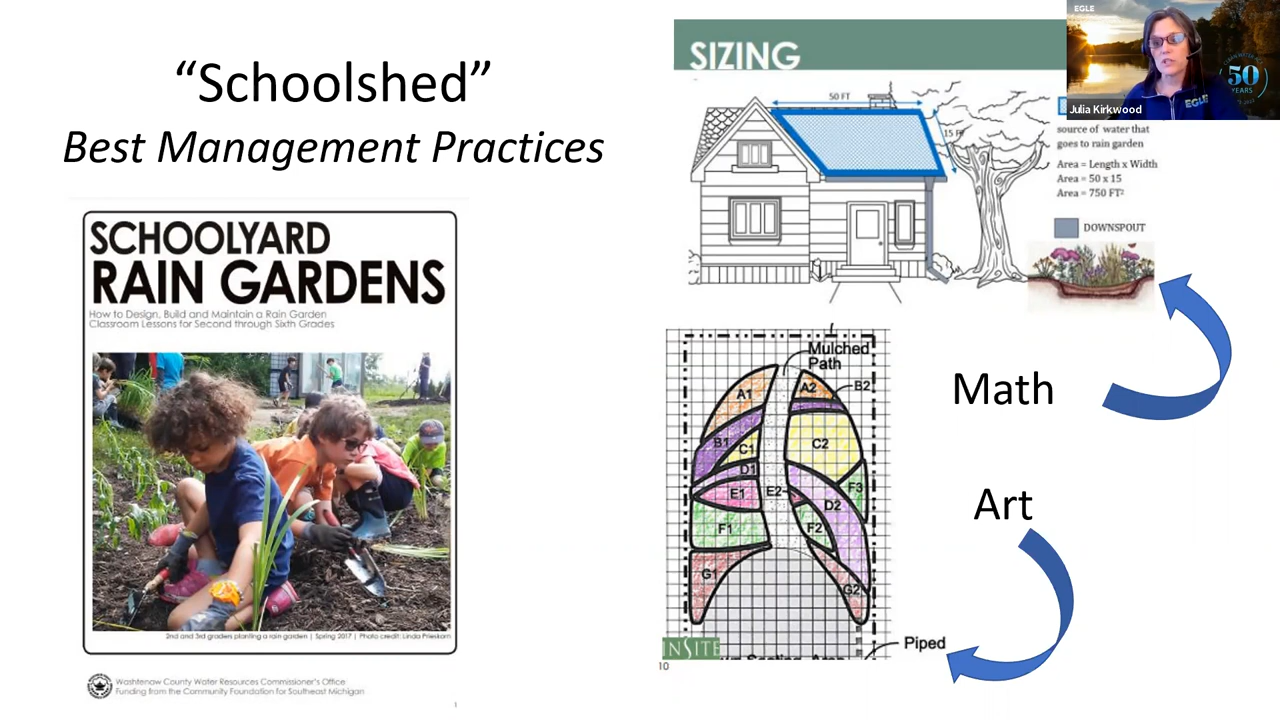 “Schoolshed”
Best Management Practices
SCHOOLYARD
RAIN GARDENS
How to Design, Build and Maintain a Rain Garden
Classroom Lessons for Second through Sixth Grades
2nd and 3rd graders planting a rain garden | Spring 2017 | Photo credit: Linda Prieskorn
Washtenaw County Water Resources Commissioner's Office
Funding from the Community Foundation for Southeast Michigan
1
SIZING
50 FT
15 F
source of water that
goes to rain garden
Area = Length x Width
Area = 50 x 15
Area = 750 FT²
DOWNSPOUT
Mulched
Path
A1
A2
B2
B1
C1
C2
D1
E1
E2
F3
D2
F1
F2
G1
G2
Piped
INSITE
10
Math
Art
EGLE
50
YEARS
EGLE
Julia Kirkwood